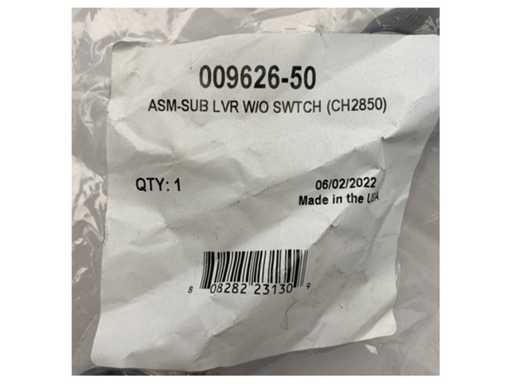 009626-50
ASM-SUB LVR W/O SWTCH (CH2850)
QTY: 1
06/02/2022
Made in the USA
8 08282 23130 9